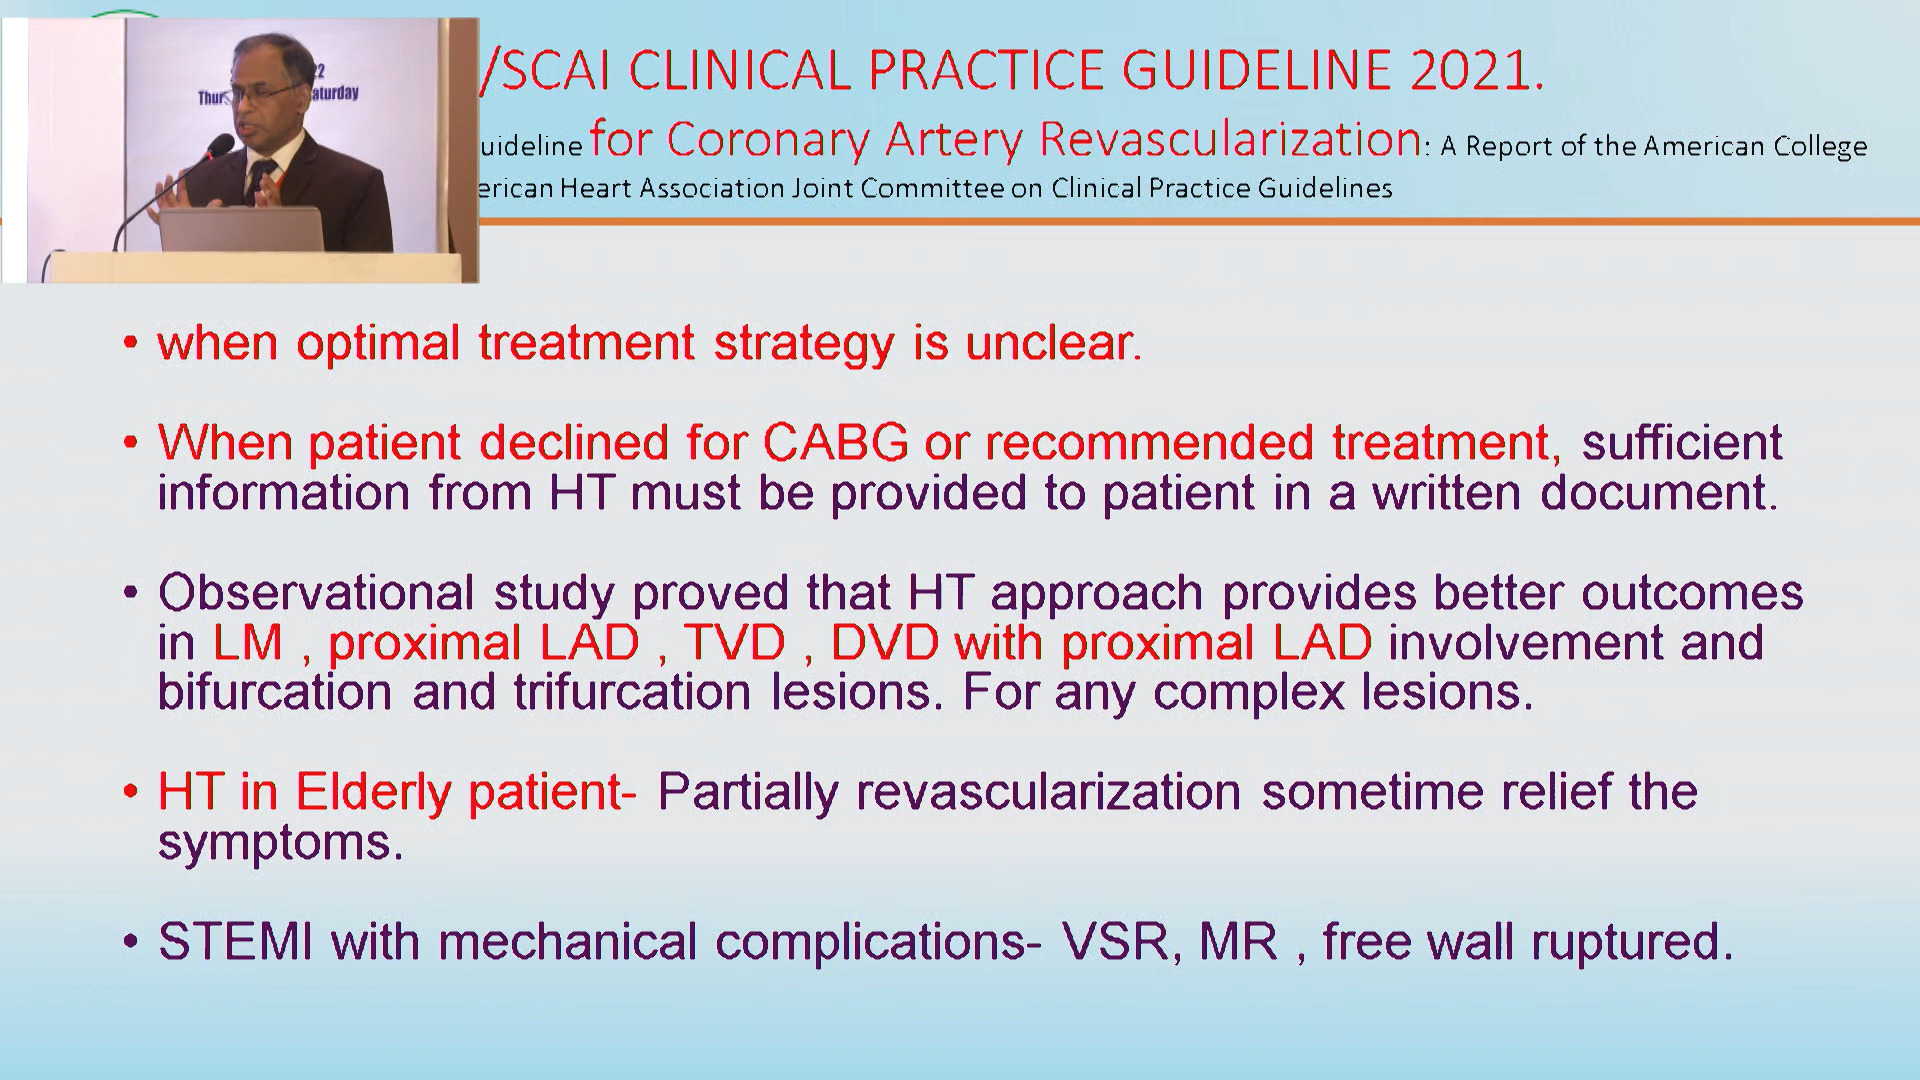 /SCAI CLINICAL PRACTICE GUIDELINE 2021.
uideline for Coronary Artery Revascularization: A Report of the American College
erican Heart Association Joint Committee on Clinical Practice Guidelines
22
Thur aturday
• when optimal treatment strategy is unclear.
• When patient declined for CABG or recommended treatment, sufficient
information from HT must be provided to patient in a written document.
• Observational study proved that HT approach provides better outcomes
in LM , proximal LAD , TVD , DVD with proximal LAD involvement and
bifurcation and trifurcation lesions. For any complex lesions.
• HT in Elderly patient- Partially revascularization sometime relief the
symptoms.
• STEMI with mechanical complications- VSR, MR , free wall ruptured.